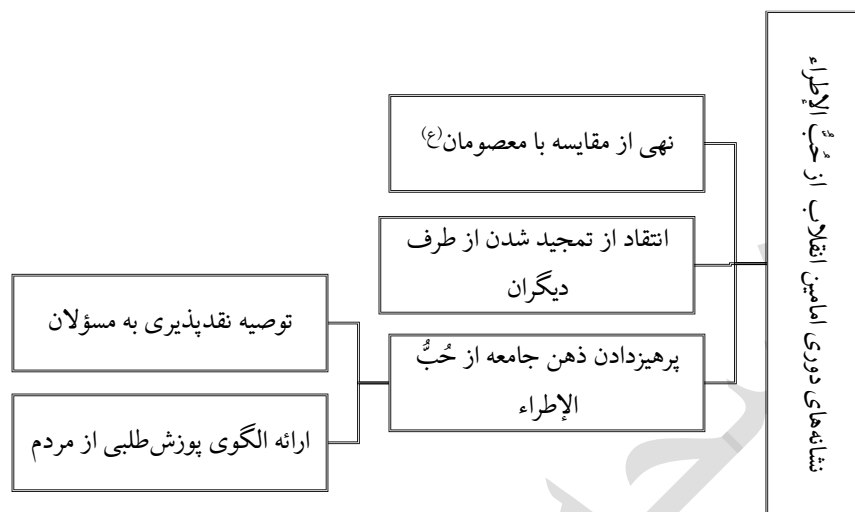 نشانه‌های دوری امامین انقلاب از حُبَّ الإطراء
نهی از مقایسه با معصومان(ع)
انتقاد از تمجید شدن از طرف
دیگران
پرهیزدادن ذهن جامعه از حُبُّ
الإطراء
توصیه نقدپذیری به مسؤلان
ارائه الگوی پوزش‌طلبی از مردم